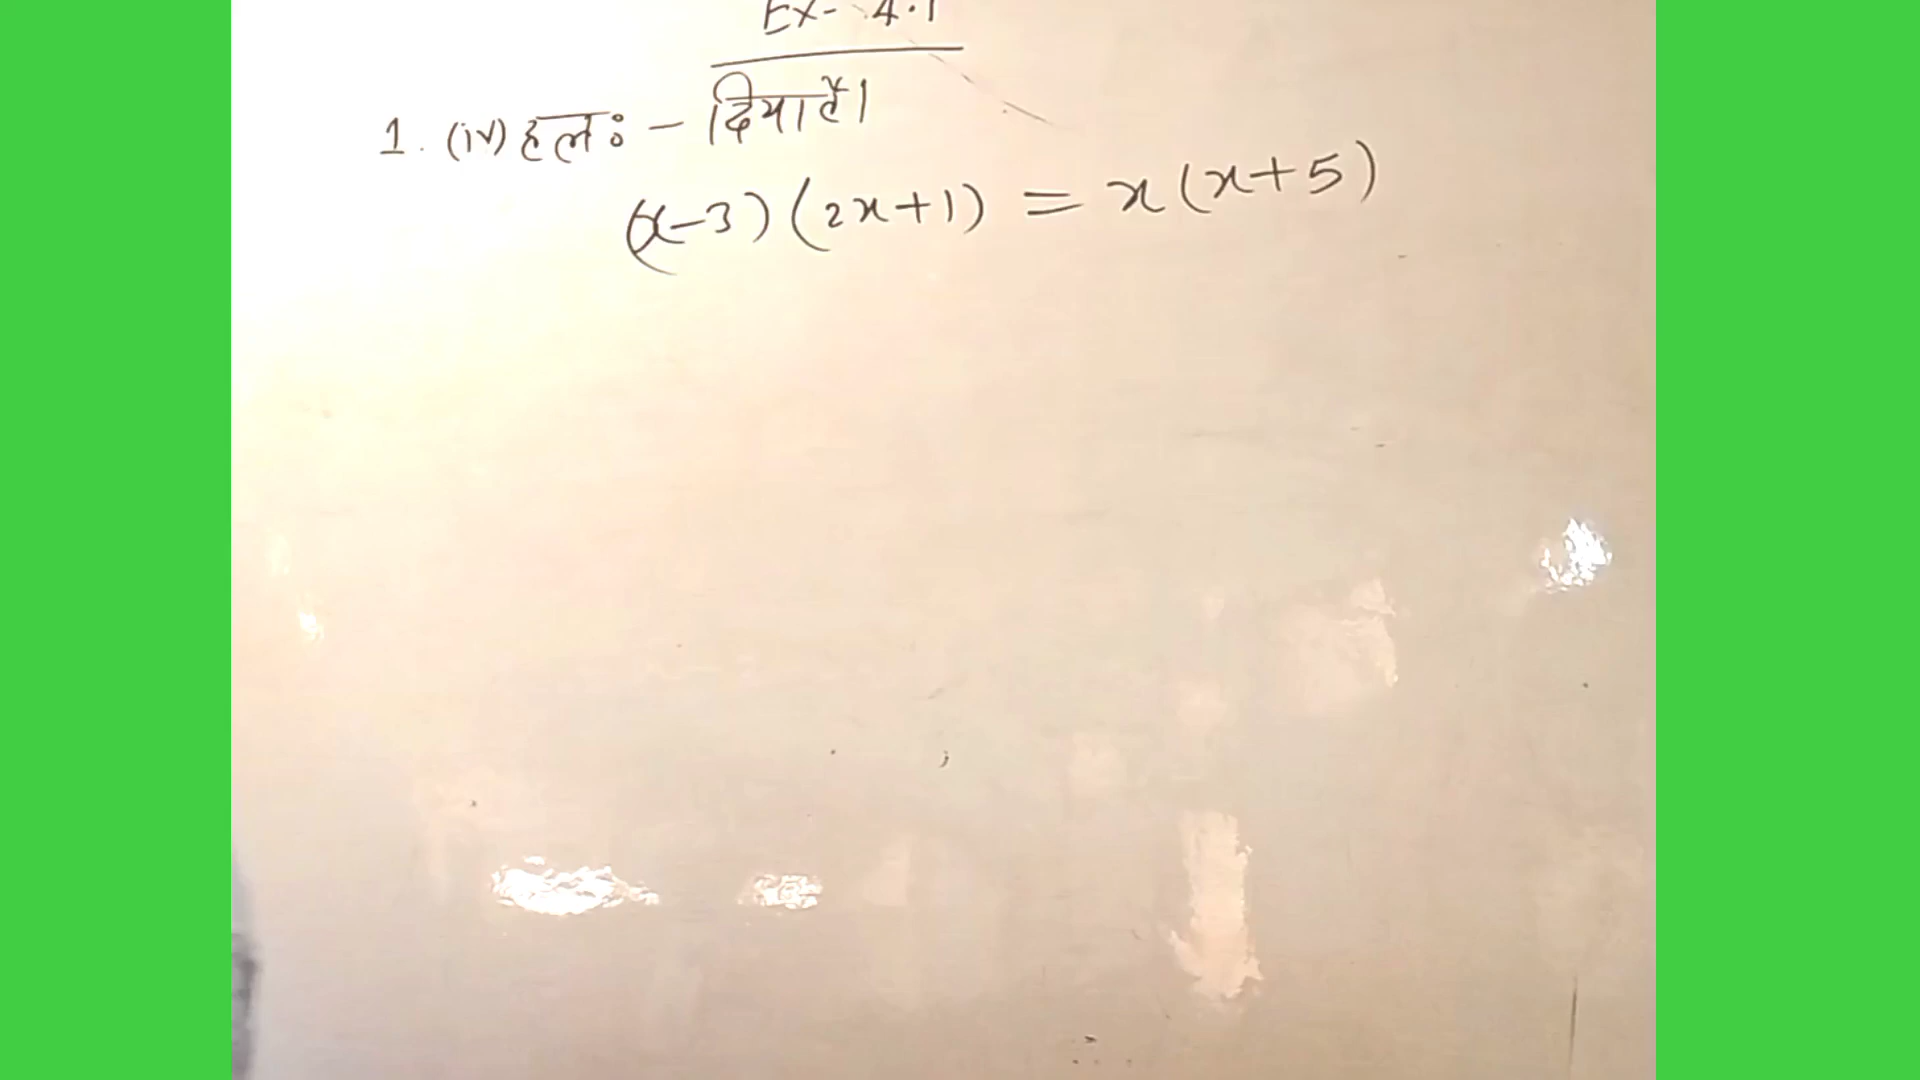 Ex- 4.1
1. (iv) हलः - दिया है।
(x-3)(2x+1) = x(x+5)